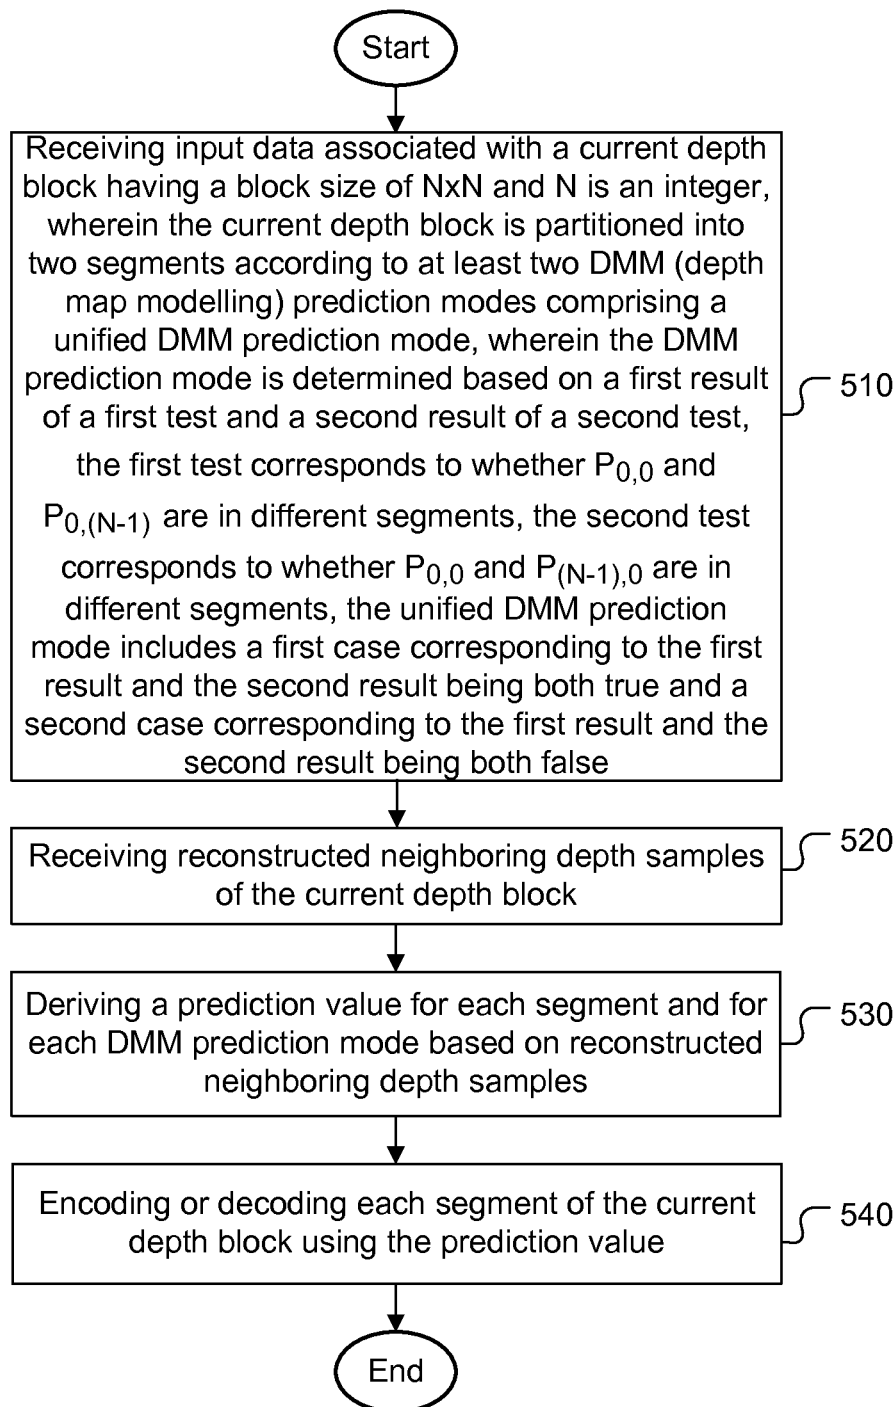 Start
Receiving input data associated with a current depth
block having a block size of NxN and N is an integer,
wherein the current depth block is partitioned into
two segments according to at least two DMM (depth
map modelling) prediction modes comprising a
unified DMM prediction mode, wherein the DMM
prediction mode is determined based on a first result
of a first test and a second result of a second test,
the first test corresponds to whether P0,0 and
P0,(N-1) are in different segments, the second test
corresponds to whether P0,0 and P(N-1),0 are in
different segments, the unified DMM prediction
mode includes a first case corresponding to the first
result and the second result being both true and a
second case corresponding to the first result and the
second result being both false
510
Receiving reconstructed neighboring depth samples
of the current depth block
520
Deriving a prediction value for each segment and for
each DMM prediction mode based on reconstructed
neighboring depth samples
530
Encoding or decoding each segment of the current
depth block using the prediction value
540
End